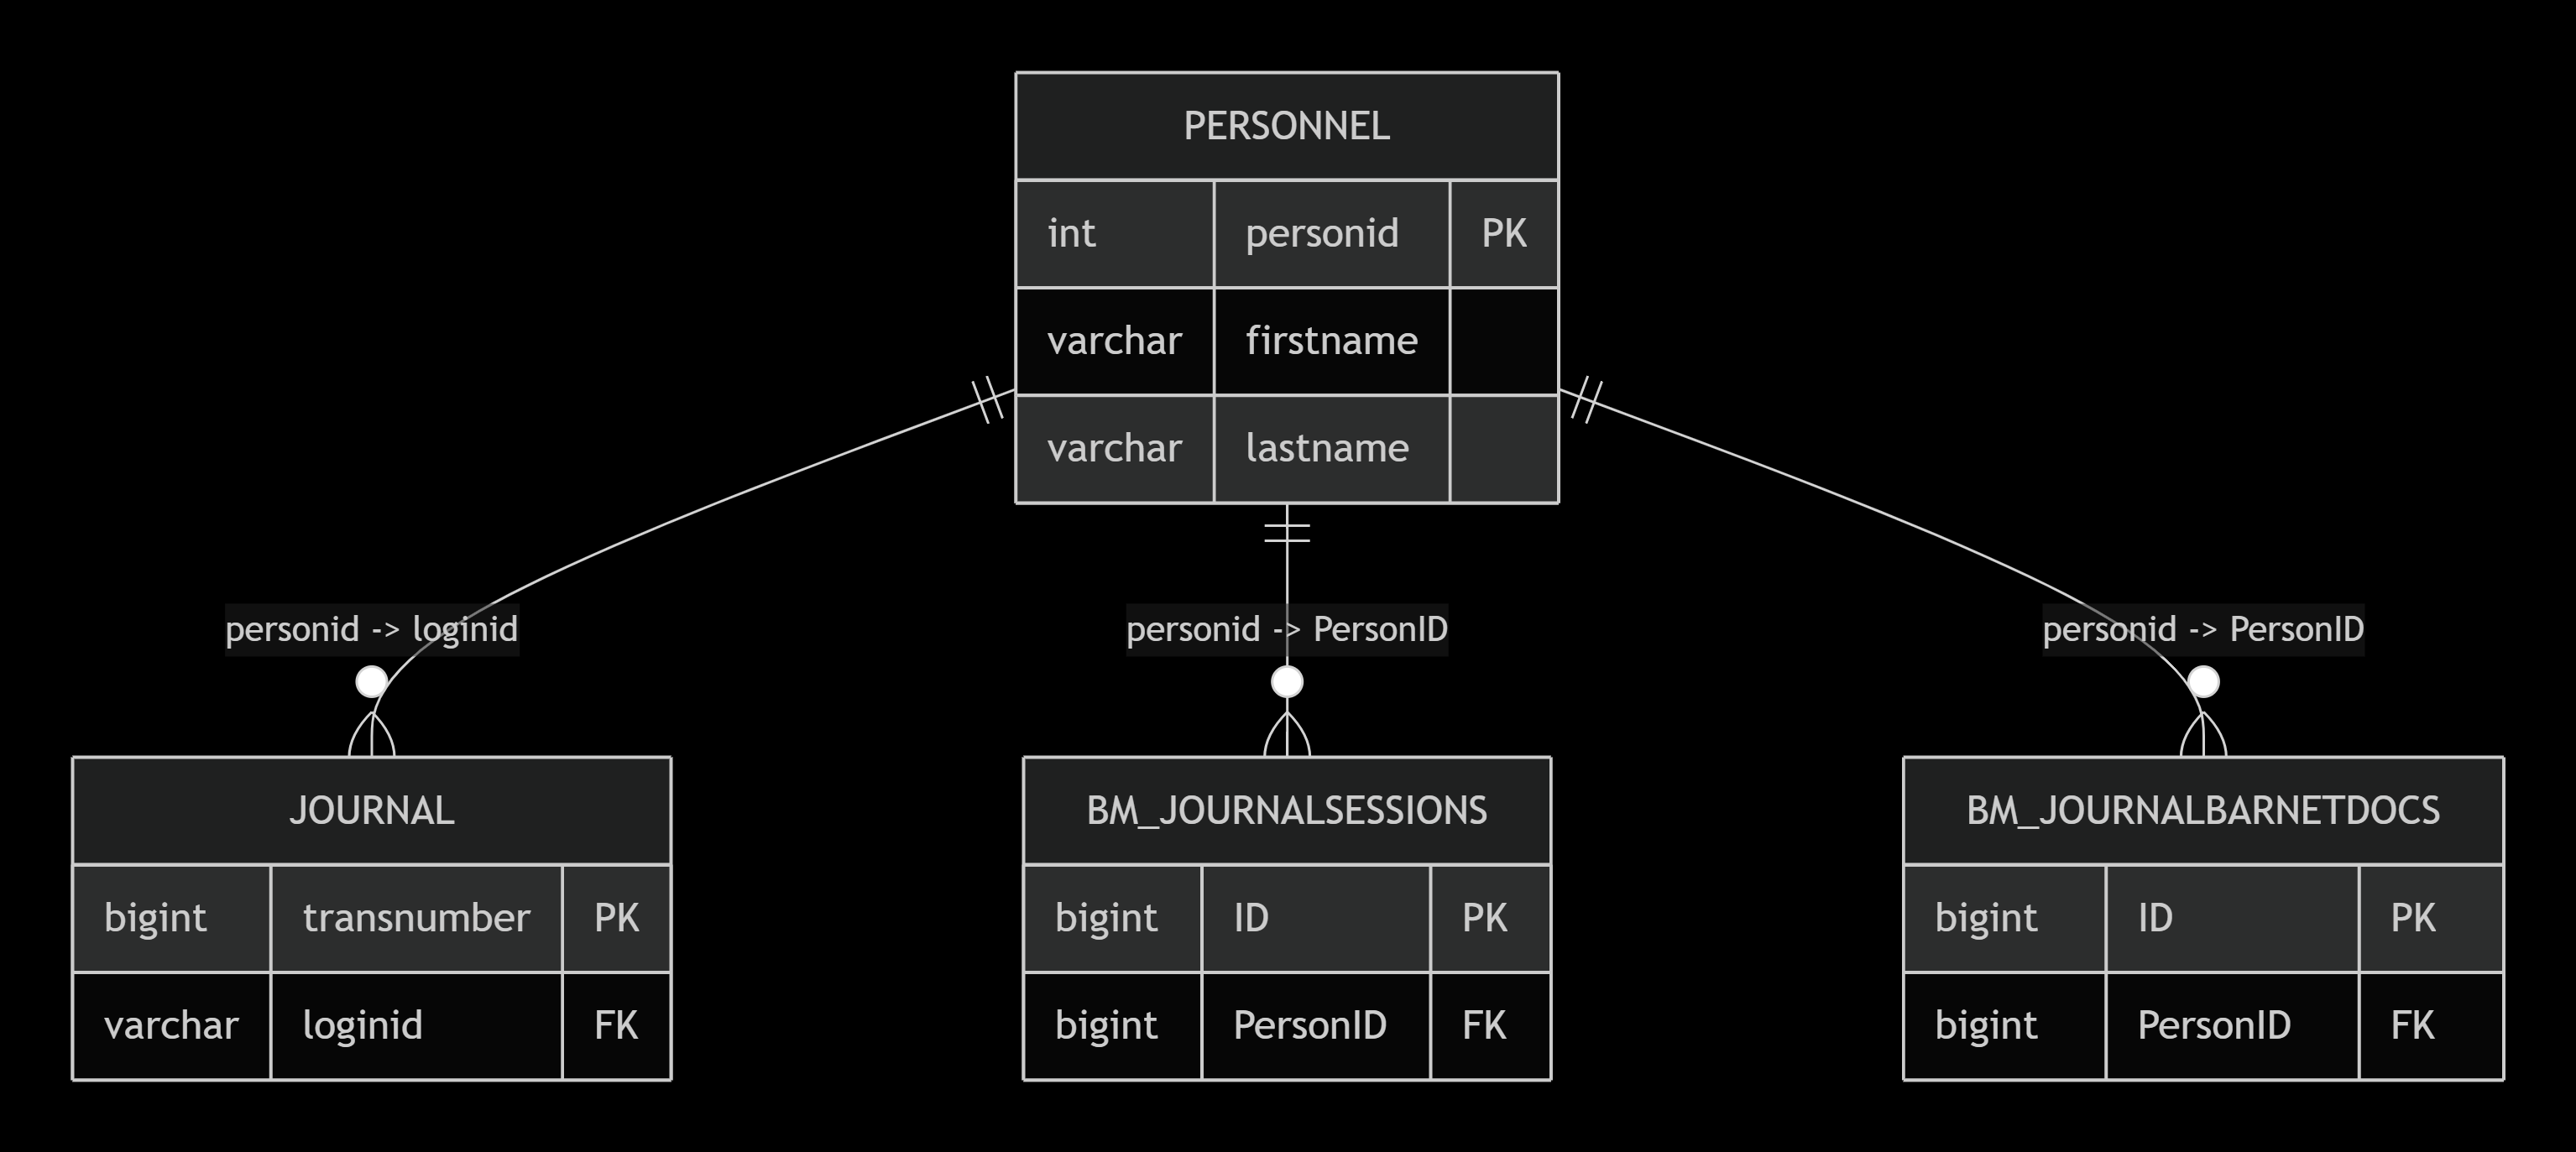 PERSONNEL
int personid PK
varchar firstname
varchar lastname
personid -> loginid
personid -> PersonID
personid -> PersonID
JOURNAL
bigint transnumber PK
varchar loginid FK
BM_JOURNALSESSIONS
bigint ID PK
bigint PersonID FK
BM_JOURNALBARNETDOCS
bigint ID PK
bigint PersonID FK